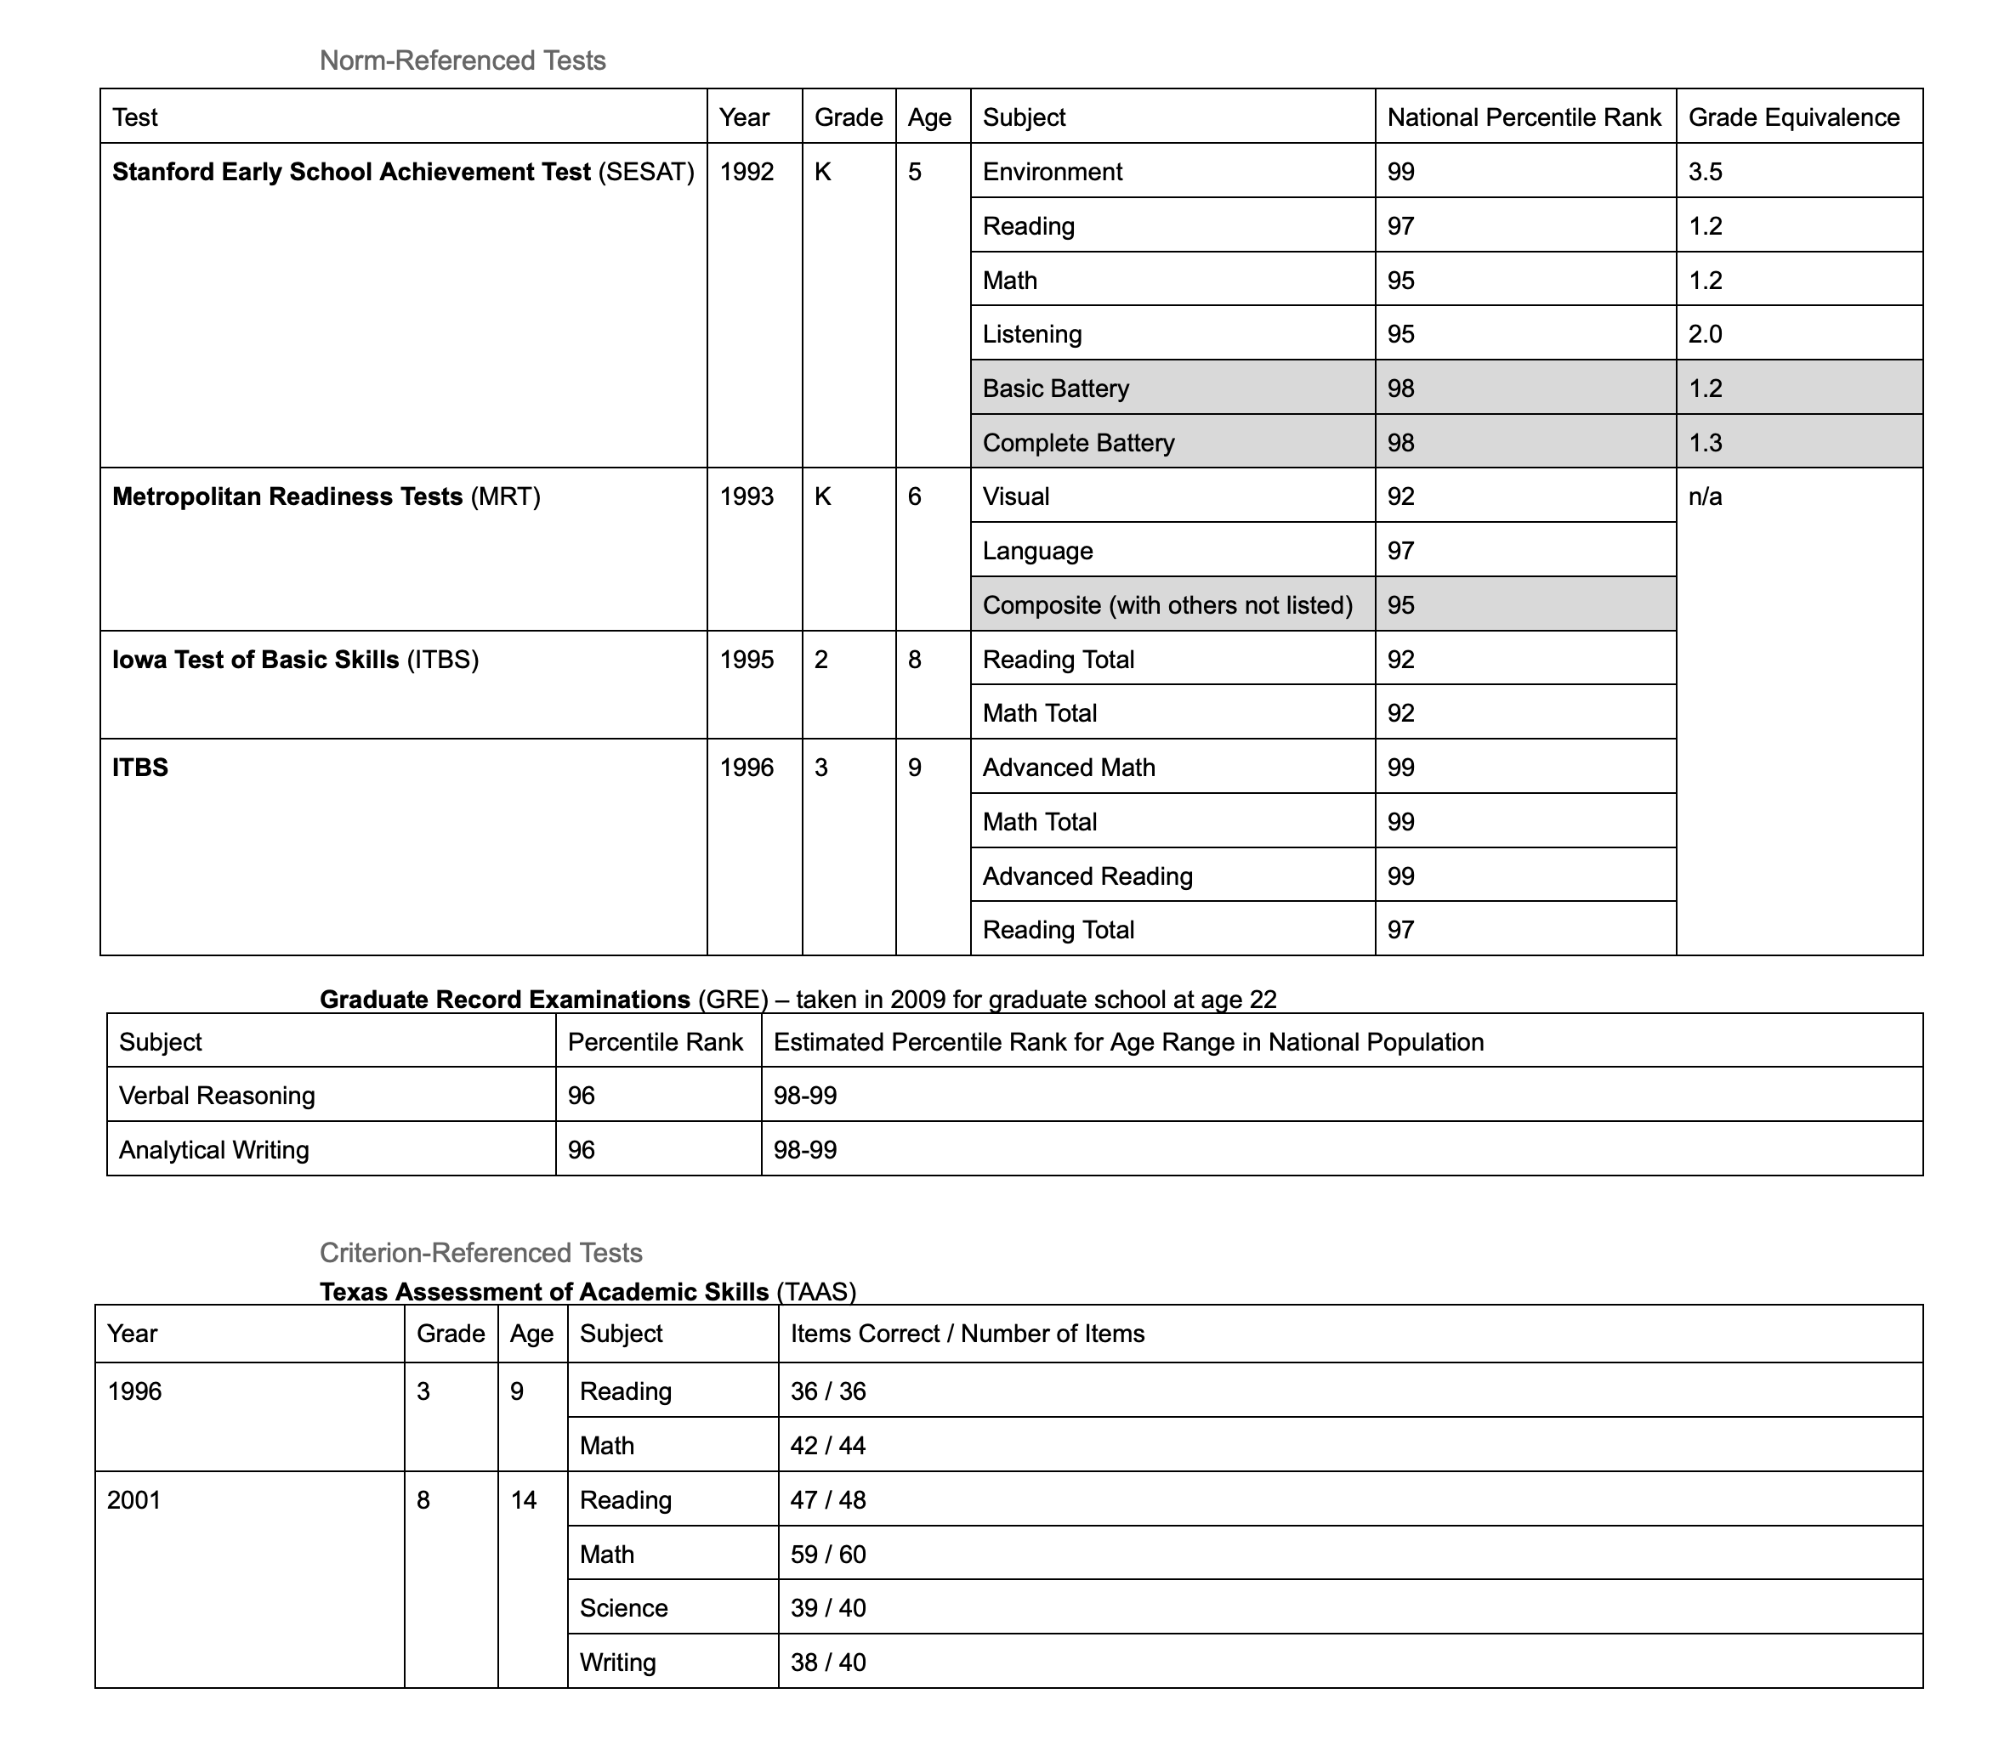 Norm-Referenced Tests
Test Year Grade Age Subject National Percentile Rank Grade Equivalence
Stanford Early School Achievement Test (SESAT) 1992 K 5 Environment 99 3.5
Reading 97 1.2
Math 95 1.2
Listening 95 2.0
Basic Battery 98 1.2
Complete Battery 98 1.3
Metropolitan Readiness Tests (MRT) 1993 K 6 Visual 92 n/a
Language 97
Composite (with others not listed) 95
Iowa Test of Basic Skills (ITBS) 1995 2 8 Reading Total 92
Math Total 92
ITBS 1996 3 9 Advanced Math 99
Math Total 99
Advanced Reading 99
Reading Total 97
Graduate Record Examinations (GRE) – taken in 2009 for graduate school at age 22
Subject Percentile Rank Estimated Percentile Rank for Age Range in National Population
Verbal Reasoning 96 98-99
Analytical Writing 96 98-99
Criterion-Referenced Tests
Texas Assessment of Academic Skills (TAAS)
Year Grade Age Subject Items Correct / Number of Items
1996 3 9 Reading 36 / 36
Math 42 / 44
2001 8 14 Reading 47 / 48
Math 59 / 60
Science 39 / 40
Writing 38 / 40